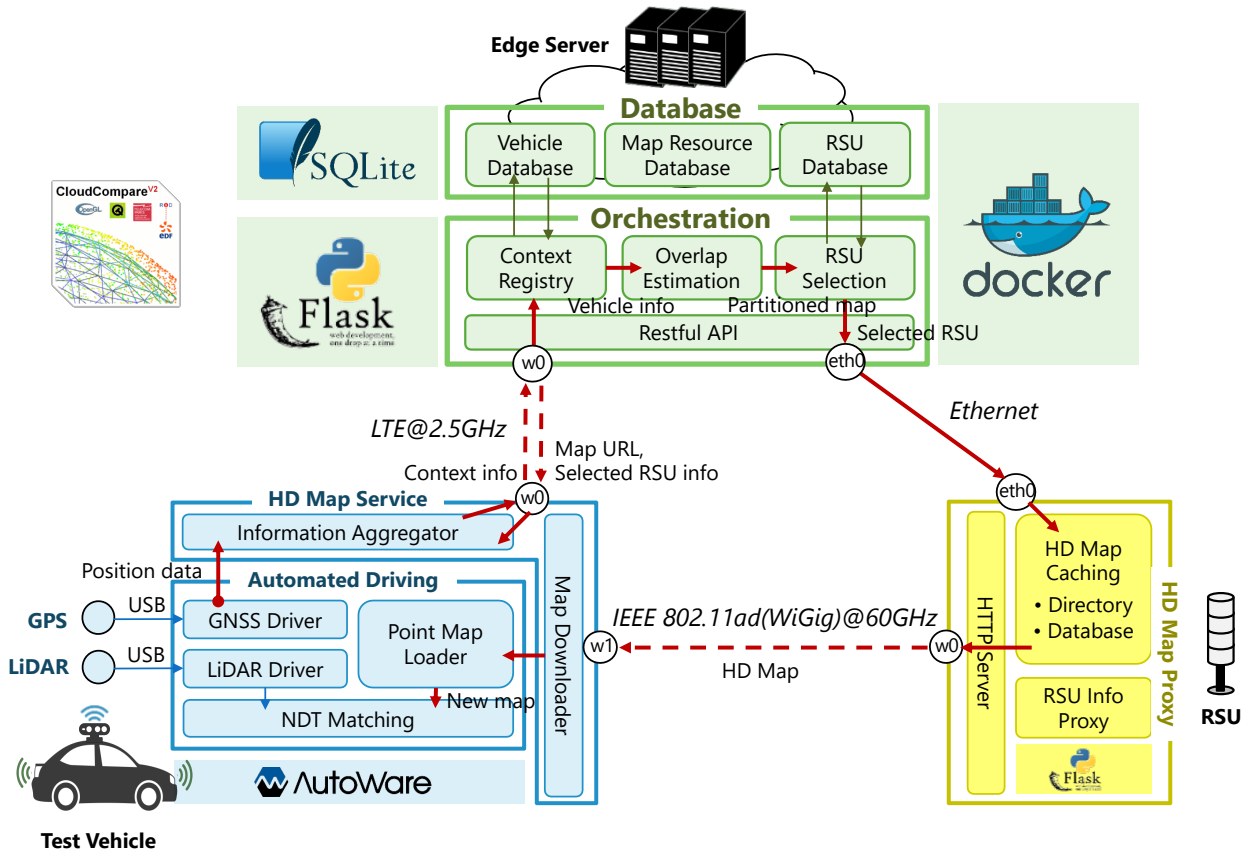 Edge Server
Database
SQLite
Vehicle
Database
Map Resource
Database
RSU
Database
CloudCompare V2
OpenGL
EDF
Orchestration
Context
Registry
Overlap
Estimation
RSU
Selection
Vehicle info
Partitioned map
Restful API
Selected RSU
Flask
web development,
one drop at a time
docker
w0
eth0
LTE@2.5GHz
Ethernet
Map URL,
Selected RSU info
Context info
w0
eth0
HD Map Service
Information Aggregator
Position data
Automated Driving
GPS
USB
GNSS Driver
LiDAR
USB
LiDAR Driver
Point Map
Loader
New map
NDT Matching
Map Downloader
w1
IEEE 802.11ad(WiGig)@60GHz
HD Map
w0
HTTP Server
HD Map
Caching
• Directory
• Database
RSU Info
Proxy
Flask
HD Map Proxy
RSU
AutoWare
Test Vehicle